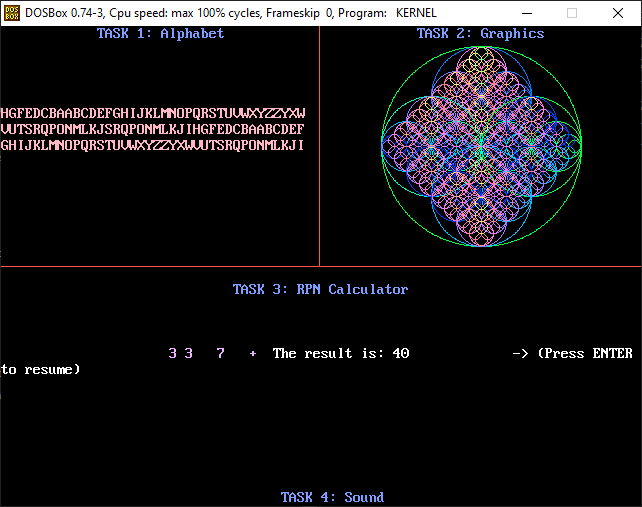 DOS BOX DOSBox 0.74-3, Cpu speed: max 100% cycles, Frameskip 0, Program: KERNEL
TASK 1: Alphabet
HGFEDCBAABCDEFGHIJKLMNOPQRSTUVWXYZZYXW
VUTSRQPONMLKJSRQPONMLKJIHGFEDCBAABCDEF
GHIJKLMNOPQRSTUVWXYZZYXWVUTSRQPONMLKJI
TASK 2: Graphics
TASK 3: RPN Calculator
3 3 7 + The result is: 40 -> (Press ENTER
to resume)
TASK 4: Sound